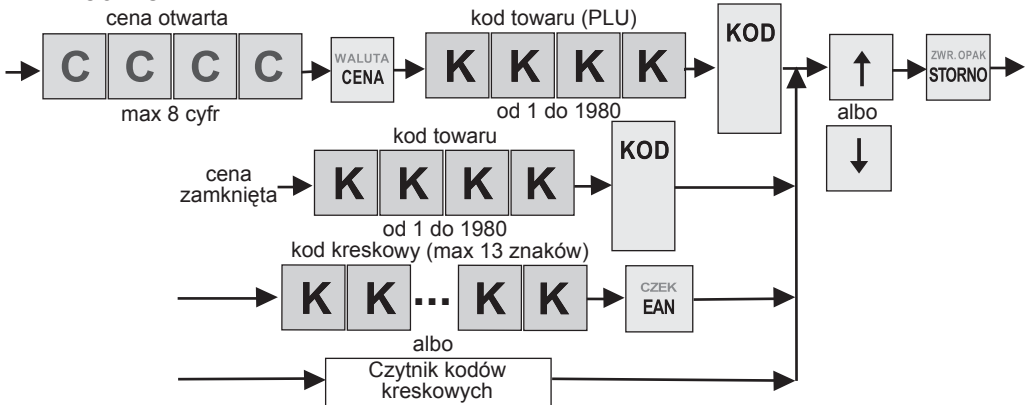 cena otwarta
kod towaru (PLU)
C C C C
WALUTA
CENA
K K K K
KOD
↑
ZWR.OPAK
STORNO
max 8 cyfr
od 1 do 1980
albo
↓
kod towaru
cena
zamknięta
K K K K
KOD
od 1 do 1980
kod kreskowy (max 13 znaków)
K K ... K K
CZEK
EAN
albo
Czytnik kodów
kreskowych